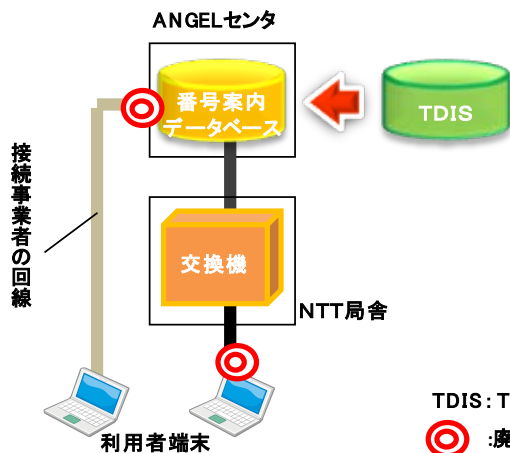 ANGELセンタ
番号案内
データベース
TDIS
接続事業者の回線
交換機
NTT局舎
利用者端末
TDIS：T
：廃